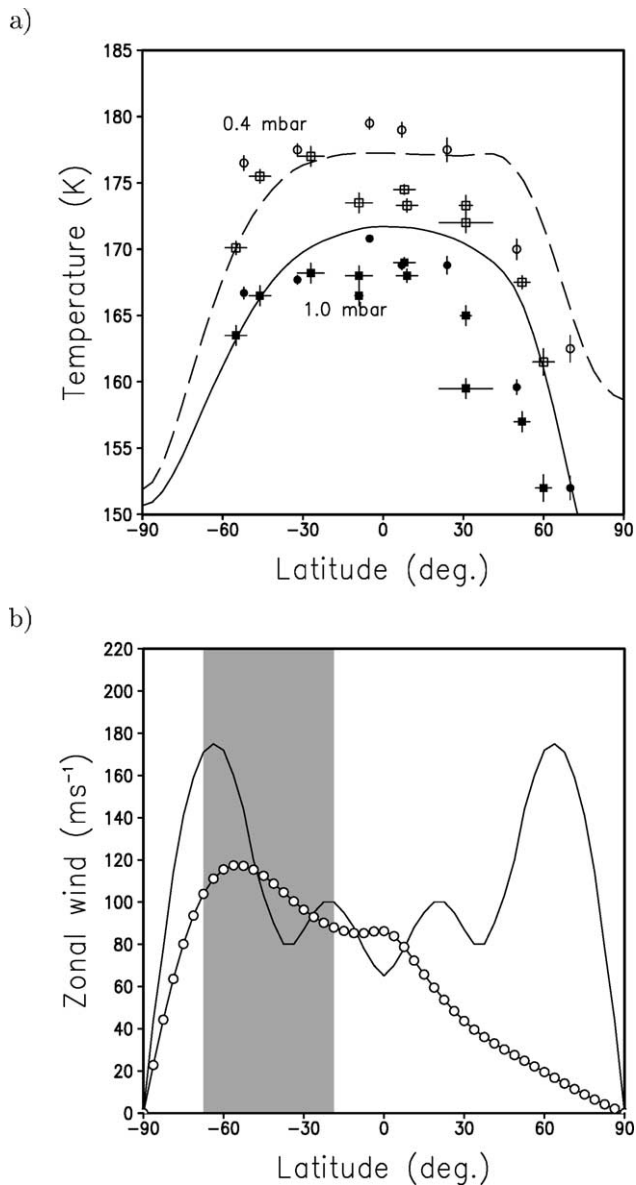 a)
185
180
175
170
165
160
155
150
Temperature (K)
0.4 mbar
1.0 mbar
−90 −60 −30 0 30 60 90
Latitude (deg.)
b)
220
200
180
160
140
120
100
80
60
40
20
0
Zonal wind (ms⁻¹)
−90 −60 −30 0 30 60 90
Latitude (deg.)